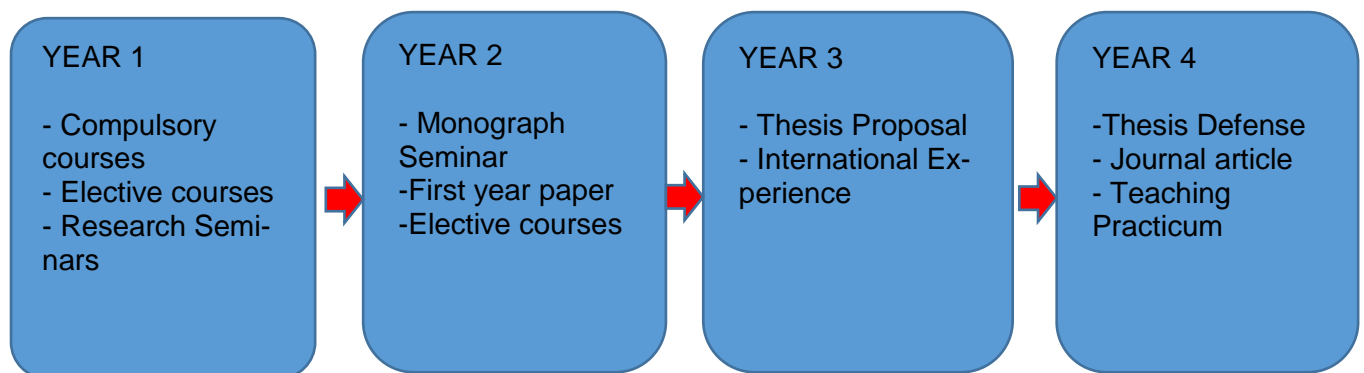 YEAR 1
- Compulsory
courses
- Elective courses
- Research Semi-
nars
YEAR 2
- Monograph
Seminar
-First year paper
-Elective courses
YEAR 3
- Thesis Proposal
- International Ex-
perience
YEAR 4
-Thesis Defense
- Journal article
- Teaching
Practicum